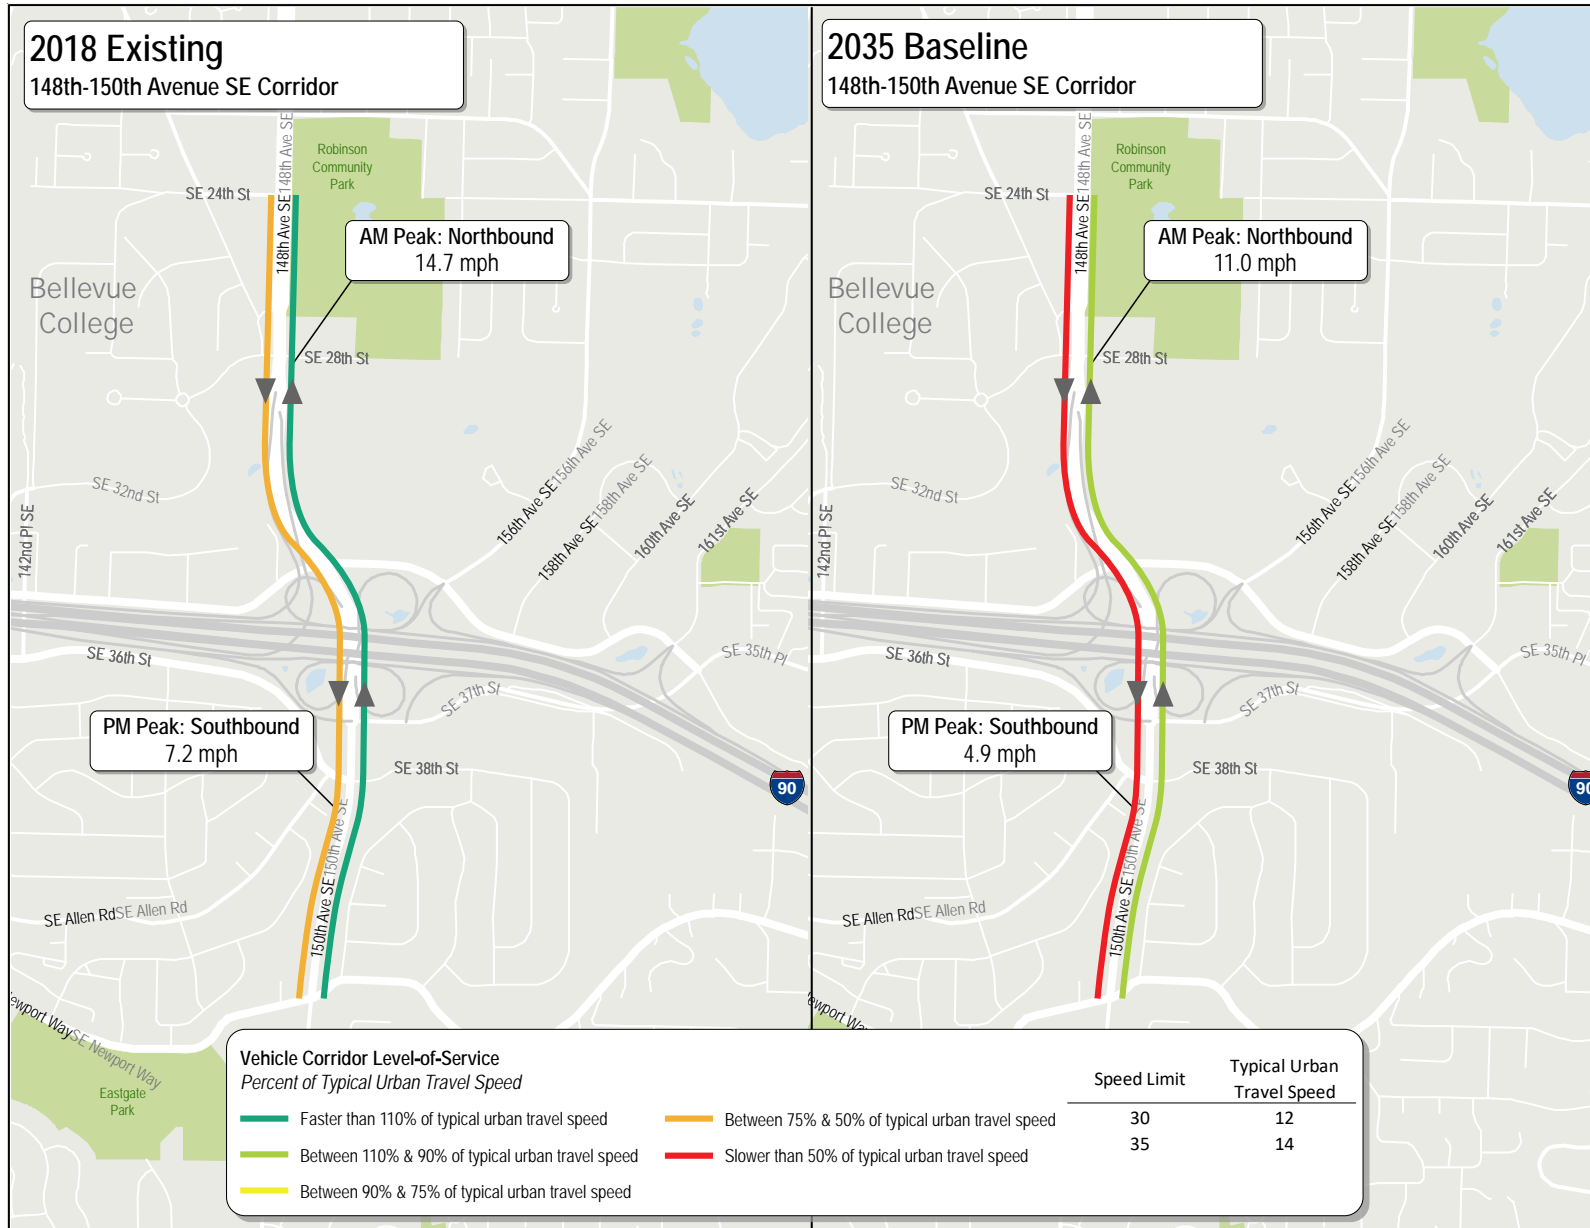 2018 Existing
148th-150th Avenue SE Corridor
148th Ave SE
148th Ave SE
Robinson
Community
Park
SE 24th St
AM Peak: Northbound
14.7 mph
Bellevue
College
SE 28th St
SE 32nd St
142nd Pl SE
156th Ave SE 156th Ave SE
158th Ave SE 158th Ave SE
160th Ave SE
161st Ave SE
SE 36th St
SE 35th Pl
SE 37th St
PM Peak: Southbound
7.2 mph
SE 38th St
90
150th Ave SE 150th Ave SE
SE Allen Rd SE Allen Rd
ewport Way SE Newport Way
Eastgate
Park
2035 Baseline
148th-150th Avenue SE Corridor
148th Ave SE
148th Ave SE
Robinson
Community
Park
SE 24th St
AM Peak: Northbound
11.0 mph
Bellevue
College
SE 28th St
SE 32nd St
142nd Pl SE
156th Ave SE 156th Ave SE
158th Ave SE 158th Ave SE
160th Ave SE
161st Ave SE
SE 36th St
SE 35th Pl
SE 37th St
PM Peak: Southbound
4.9 mph
SE 38th St
90
150th Ave SE 150th Ave SE
SE Allen Rd SE Allen Rd
ewport Way
Vehicle Corridor Level-of-Service
Percent of Typical Urban Travel Speed
Faster than 110% of typical urban travel speed
Between 110% & 90% of typical urban travel speed
Between 90% & 75% of typical urban travel speed
Between 75% & 50% of typical urban travel speed
Slower than 50% of typical urban travel speed
Speed Limit
Typical Urban
Travel Speed
30 12
35 14